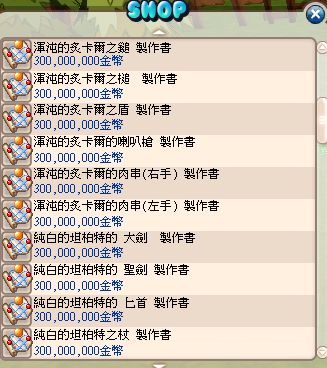 SHOP
渾沌的炙卡爾之鎚 製作書
300,000,000金幣
渾沌的炙卡爾之槌 製作書
300,000,000金幣
渾沌的炙卡爾之盾 製作書
300,000,000金幣
渾沌的炙卡爾的喇叭槍 製作書
300,000,000金幣
渾沌的炙卡爾的肉串(右手) 製作書
300,000,000金幣
渾沌的炙卡爾的肉串(左手) 製作書
300,000,000金幣
純白的坦柏特的 大劍 製作書
300,000,000金幣
純白的坦柏特的 聖劍 製作書
300,000,000金幣
純白的坦柏特的 匕首 製作書
300,000,000金幣
純白的坦柏特之杖 製作書
300,000,000金幣